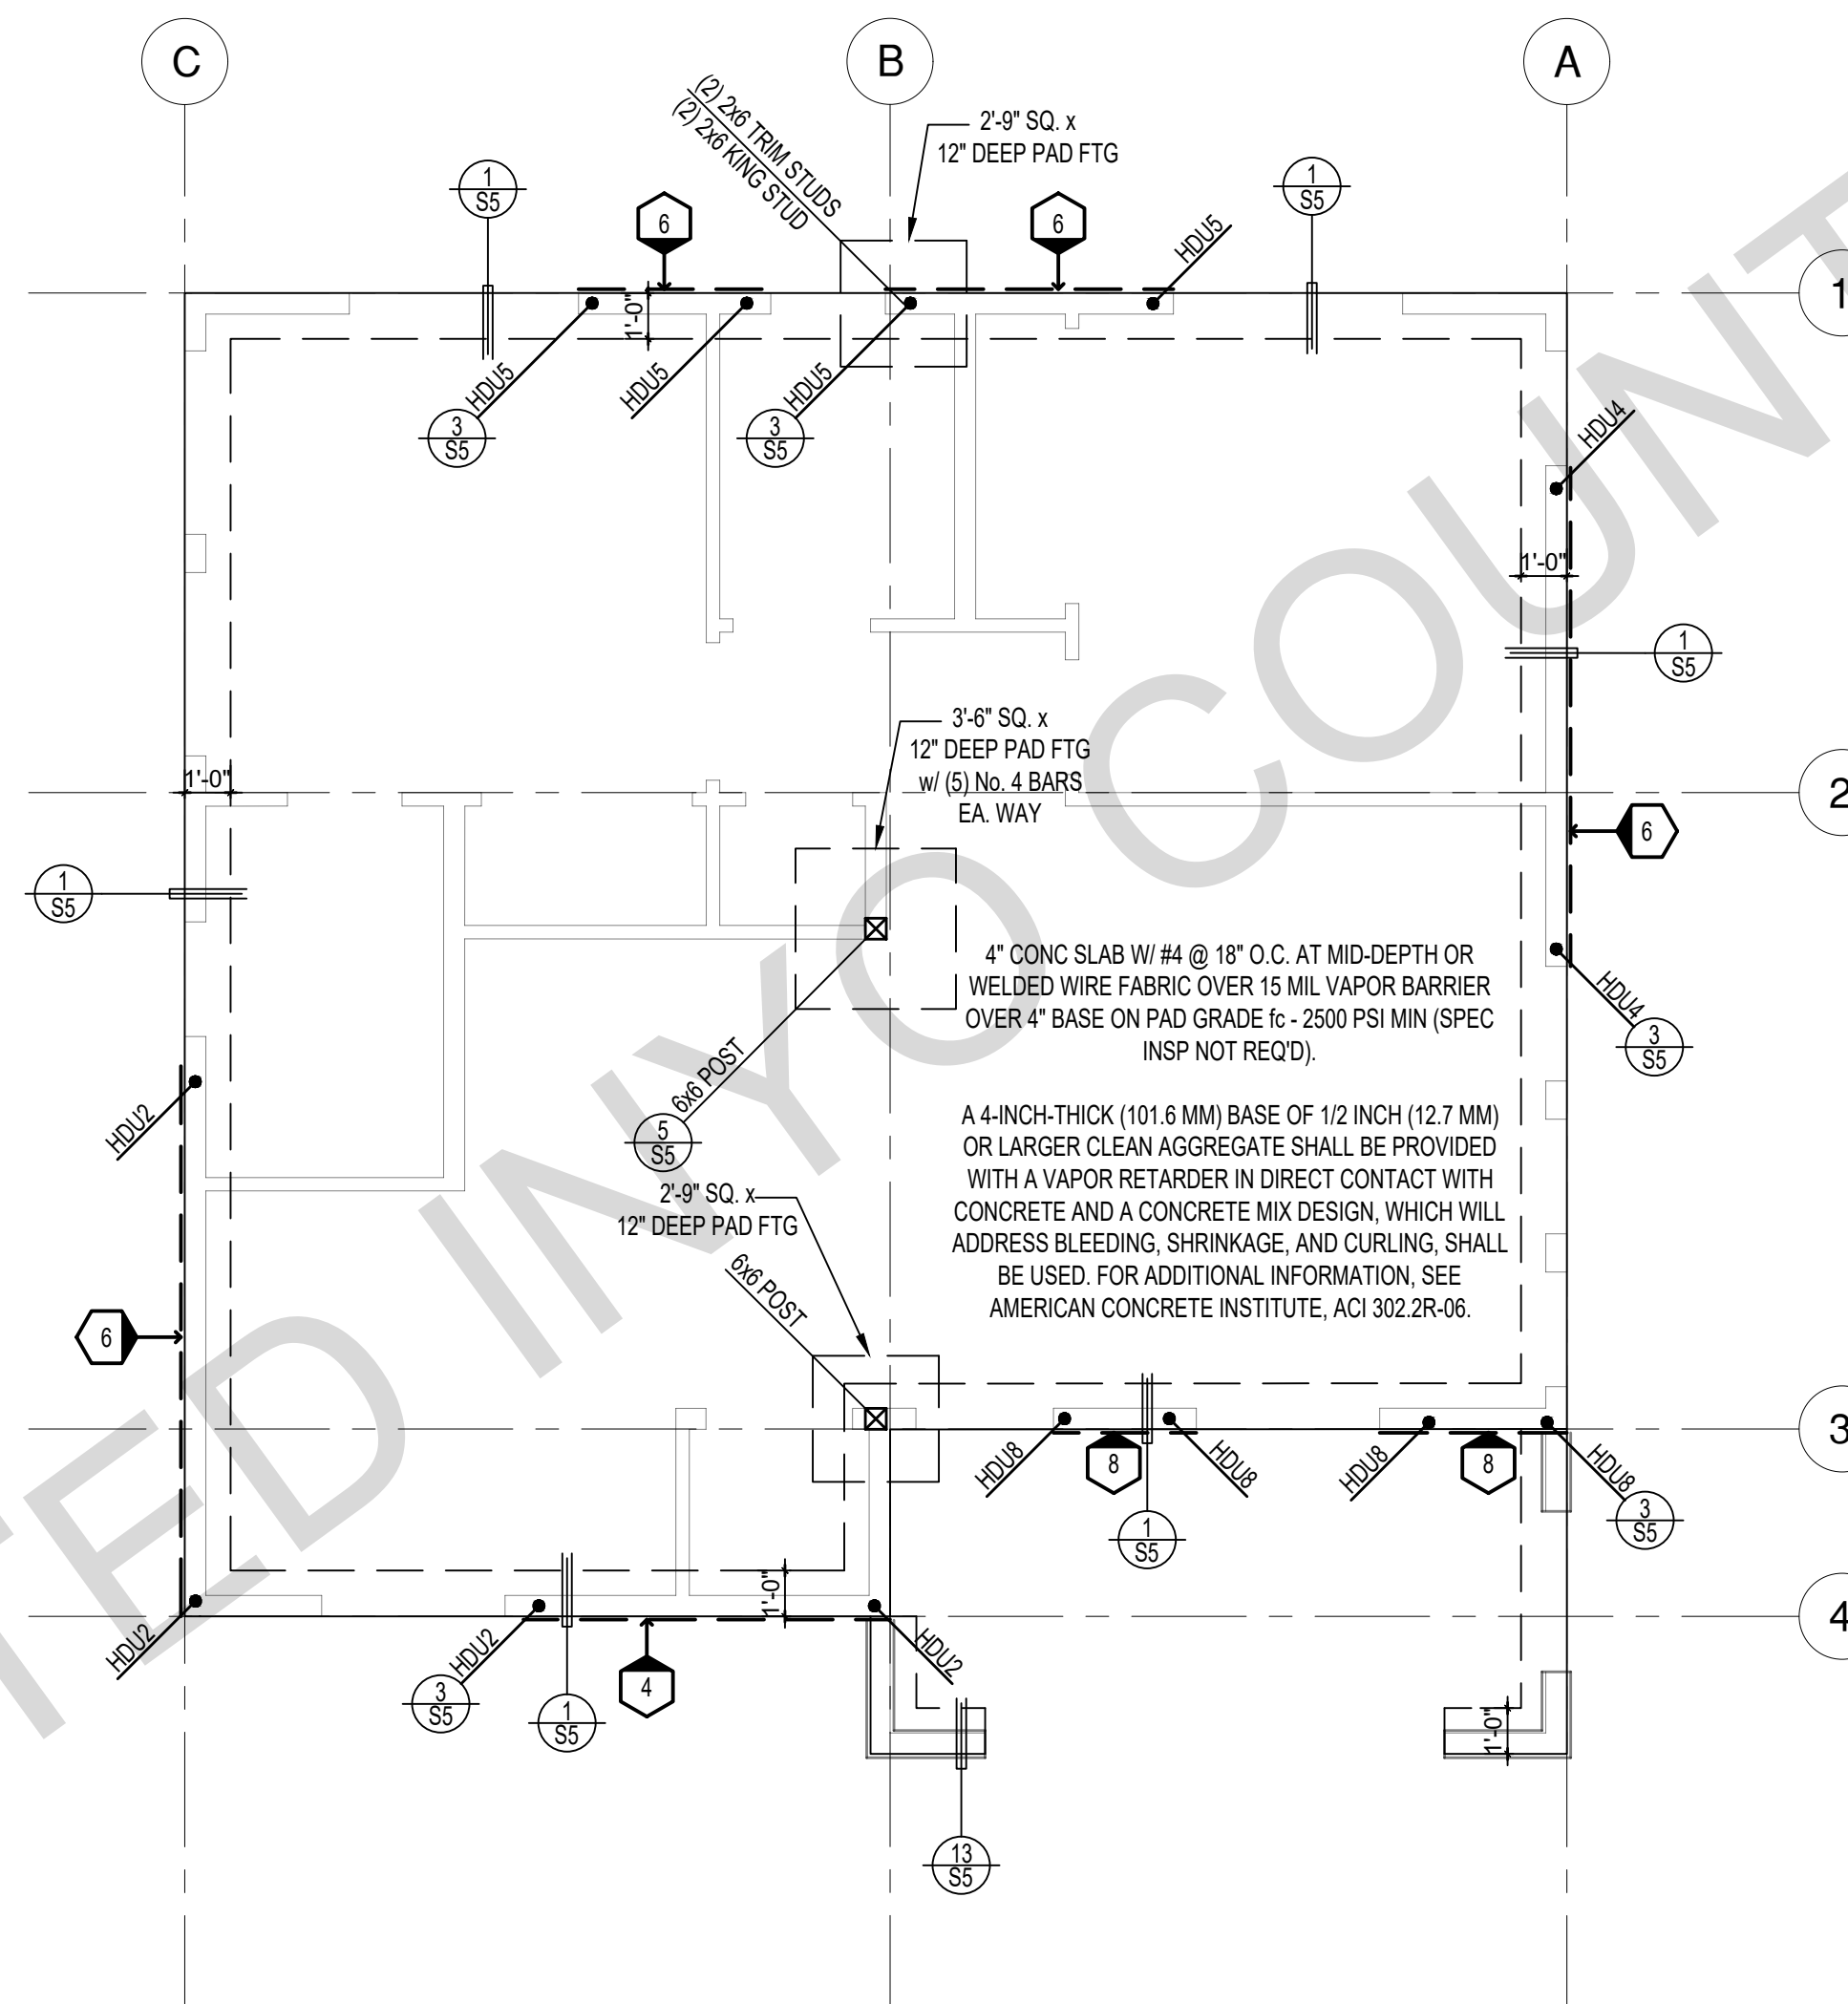 C
B
A
(2) 2x6 TRIM STUDS
(2) 2x6 KING STUD
2'-9" SQ. x
12" DEEP PAD FTG
1
S5
6
6
1
S5
HDU5
1
1'-0"
HDU5
HDU5
HDU5
3
S5
3
S5
HDU4
1'-0"
1
S5
3'-6" SQ. x
12" DEEP PAD FTG
w/ (5) No. 4 BARS
EA. WAY
1'-0"
2
6
1
S5
4" CONC SLAB W/ #4 @ 18" O.C. AT MID-DEPTH OR
WELDED WIRE FABRIC OVER 15 MIL VAPOR BARRIER
OVER 4" BASE ON PAD GRADE fc - 2500 PSI MIN (SPEC
INSP NOT REQ'D).
HDU4
3
S5
6x6 POST
5
S5
HDU2
A 4-INCH-THICK (101.6 MM) BASE OF 1/2 INCH (12.7 MM)
OR LARGER CLEAN AGGREGATE SHALL BE PROVIDED
WITH A VAPOR RETARDER IN DIRECT CONTACT WITH
CONCRETE AND A CONCRETE MIX DESIGN, WHICH WILL
ADDRESS BLEEDING, SHRINKAGE, AND CURLING, SHALL
BE USED. FOR ADDITIONAL INFORMATION, SEE
AMERICAN CONCRETE INSTITUTE, ACI 302.2R-06.
2'-9" SQ. x
12" DEEP PAD FTG
6x6 POST
6
3
HDU8
8
HDU8
HDU8
8
HDU8
3
S5
1
S5
1'-0"
4
HDU2
HDU2
3
S5
1
S5
4
HDU2
1'-0"
13
S5
TED INYO COUNT